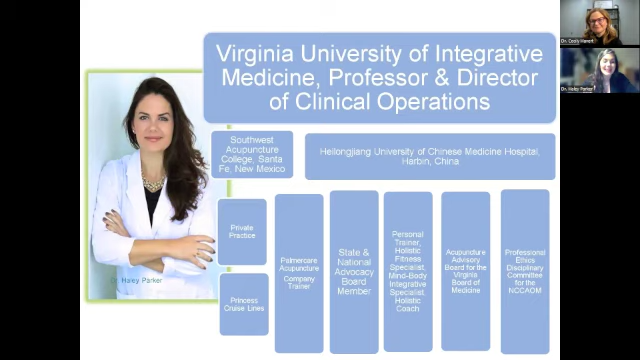 Virginia University of Integrative
Medicine, Professor & Director
of Clinical Operations
Southwest
Acupuncture
College, Santa
Fe, New Mexico
Heilongjiang University of Chinese Medicine Hospital,
Harbin, China
Private
Practice
Princess
Cruise Lines
Palmercare
Acupuncture
Company
Trainer
State &
National
Advocacy
Board
Member
Personal
Trainer,
Holistic
Fitness
Specialist,
Mind-Body
Integrative
Specialist,
Holistic
Coach
Acupuncture
Advisory
Board for the
Virginia
Board of
Medicine
Professional
Ethics
Disciplinary
Committee for
the NCCAOM
Dr. Haley Parker
Dr. Haley Parker